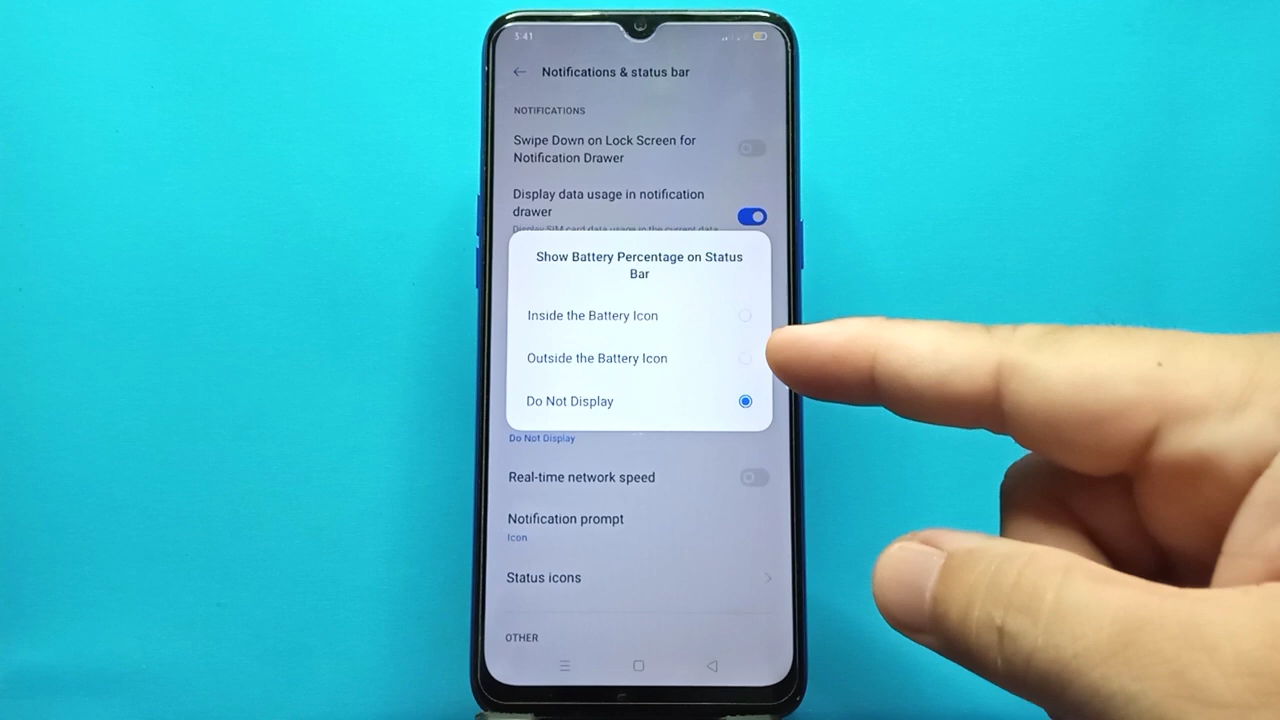 3:41
Notifications & status bar
NOTIFICATIONS
Swipe Down on Lock Screen for
Notification Drawer
Display data usage in notification
drawer
Display SIM card data usage in the current data
Show Battery Percentage on Status
Bar
Inside the Battery Icon
Outside the Battery Icon
Do Not Display
Do Not Display
Real-time network speed
Notification prompt
Icon
Status icons
OTHER